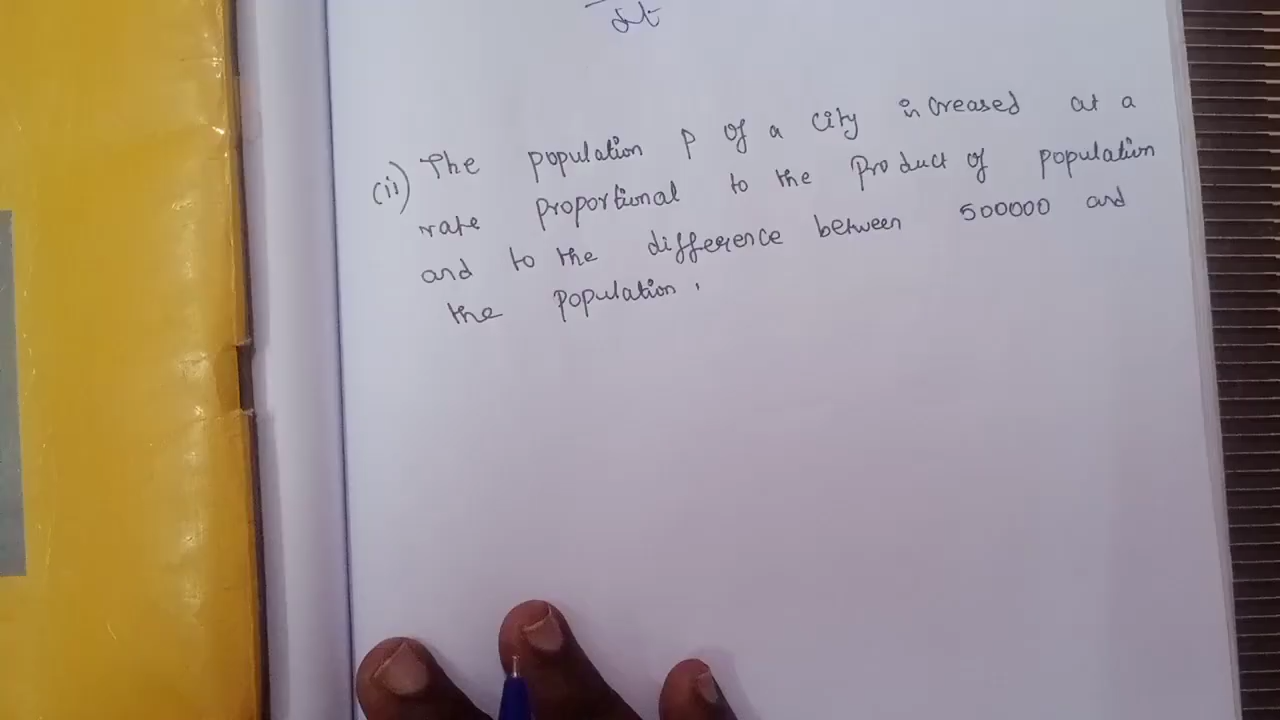 dt
(ii) The population P of a city increased at a
rate proportional to the product of population
and to the difference between 500000 and
the population.